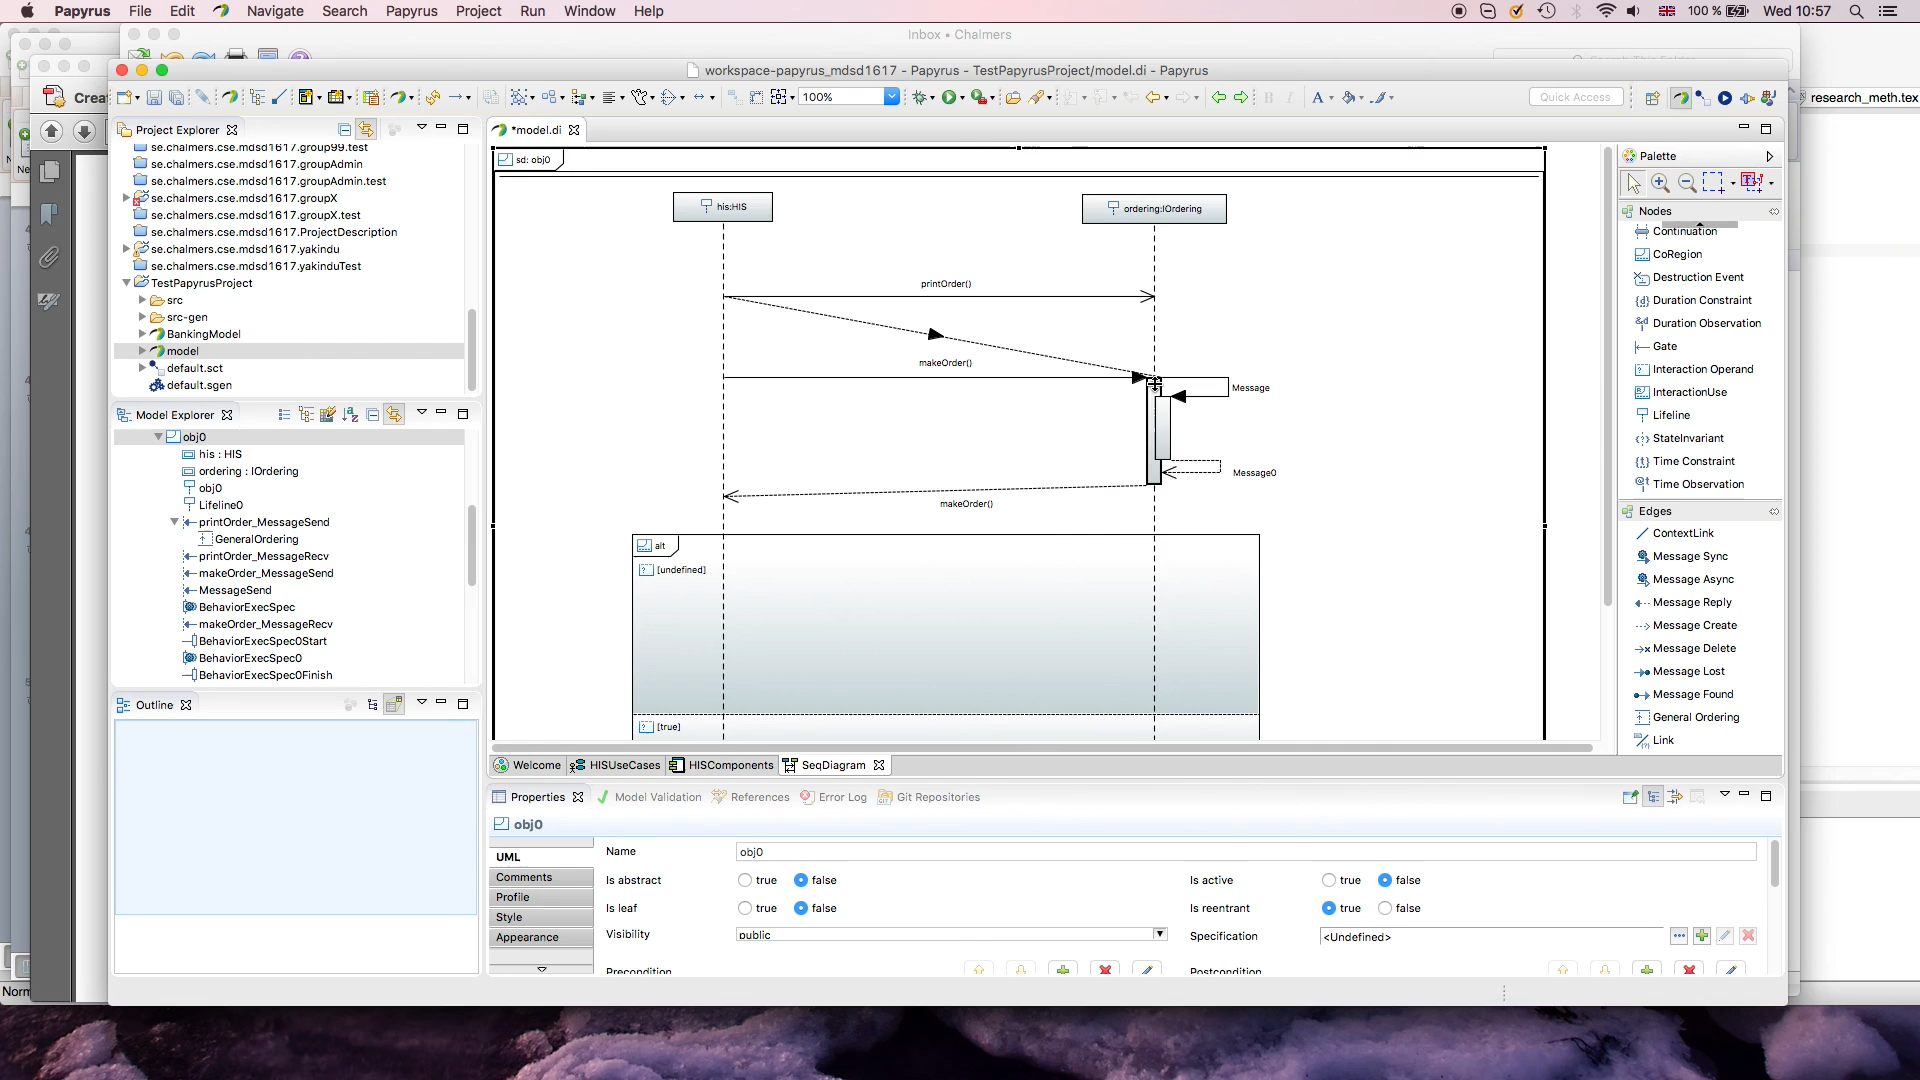 Papyrus File Edit Navigate Search Papyrus Project Run Window Help 100 % Wed 10:57
Inbox • Chalmers
workspace-papyrus_mdsd1617 - Papyrus - TestPapyrusProject/model.di - Papyrus
Crea
100%
Quick Access
research_meth.tex
Project Explorer
se.chalmers.cse.mdsd1617.group99.test
se.chalmers.cse.mdsd1617.groupAdmin
se.chalmers.cse.mdsd1617.groupAdmin.test
se.chalmers.cse.mdsd1617.groupX
se.chalmers.cse.mdsd1617.groupX.test
se.chalmers.cse.mdsd1617.ProjectDescription
se.chalmers.cse.mdsd1617.yakindu
se.chalmers.cse.mdsd1617.yakinduTest
TestPapyrusProject
src
src-gen
BankingModel
model
default.sct
default.sgen
Model Explorer
obj0
his : HIS
ordering : IOrdering
obj0
Lifeline0
printOrder_MessageSend
GeneralOrdering
printOrder_MessageRecv
makeOrder_MessageSend
MessageSend
BehaviorExecSpec
makeOrder_MessageRecv
BehaviorExecSpec0Start
BehaviorExecSpec0
BehaviorExecSpec0Finish
Outline
Norm
*model.di
sd: obj0
his:HIS
ordering:IOrdering
printOrder()
makeOrder()
Message
Message0
makeOrder()
alt
[undefined]
[true]
Welcome HISUseCases HISComponents SeqDiagram
Palette
Nodes
Continuation
CoRegion
Destruction Event
Duration Constraint
Duration Observation
Gate
Interaction Operand
InteractionUse
Lifeline
StateInvariant
Time Constraint
Time Observation
Edges
ContextLink
Message Sync
Message Async
Message Reply
Message Create
Message Delete
Message Lost
Message Found
General Ordering
Link
Properties Model Validation References Error Log Git Repositories
obj0
UML
Comments
Profile
Style
Appearance
Name obj0
Is abstract true false Is active true false
Is leaf true false Is reentrant true false
Visibility public Specification <Undefined>
Precondition Postcondition